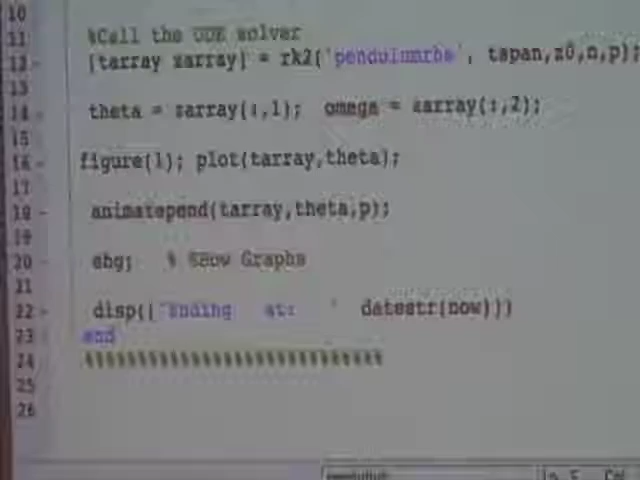 10
11 %Call the ODE solver
12 - [tarray zarray] = rk2('pendulumrhs', tspan,z0,n,p);
13
14 - theta = zarray(:,1); omega = zarray(:,2);
15
16 - figure(1); plot(tarray,theta);
17
18 - animatepend(tarray,theta,p);
19
20 - shg; % Show Graphs
21
22 - disp(['Ending at: ' datestr(now)])
23 end
24 %%%%%%%%%%%%%%%%%%%%%%%%%%%
25
26